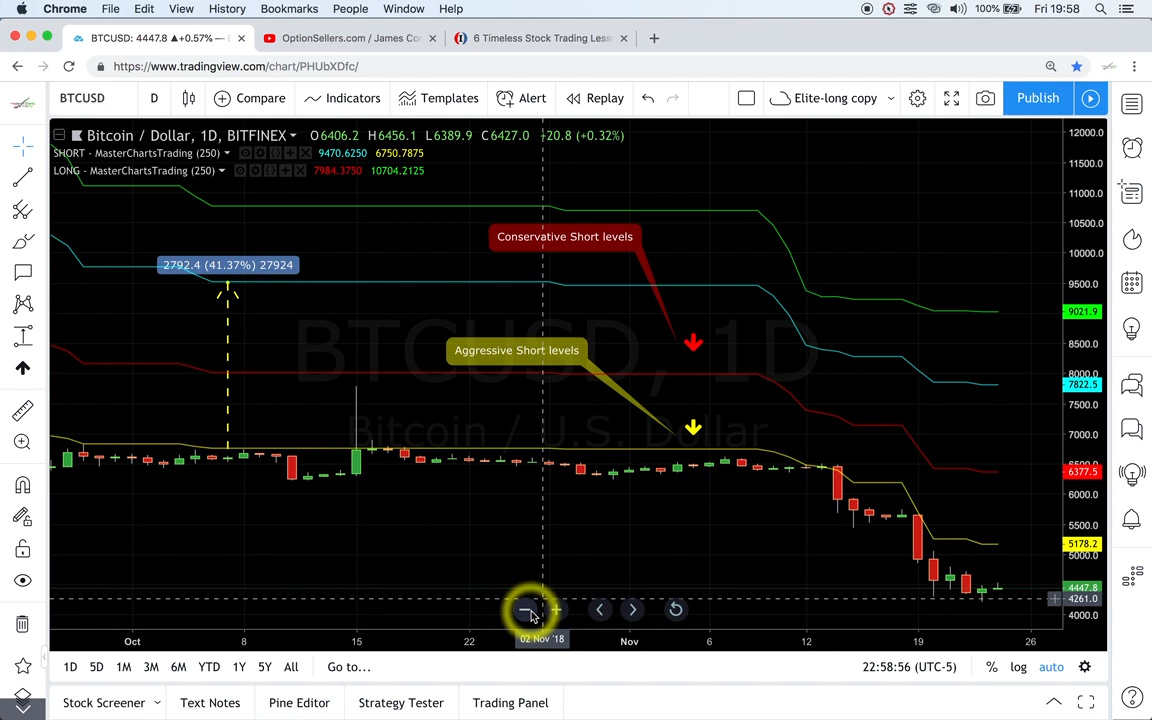 Chrome File Edit View History Bookmarks People Window Help 100% Fri 19:58
BTCUSD: 4447.8 ▲+0.57% —
OptionSellers.com / James Co
6 Timeless Stock Trading Les
https://www.tradingview.com/chart/PHUbXDfc/
BTCUSD D Compare Indicators Templates Alert Replay Elite-long copy Publish
Bitcoin / Dollar, 1D, BITFINEX O6406.2 H6456.1 L6389.9 C6427.0 +20.8 (+0.32%)
SHORT - MasterChartsTrading (250) 9470.6250 6750.7875
LONG - MasterChartsTrading (250) 7984.3750 10704.2125
12000.0
11500.0
11000.0
10500.0
10000.0
9500.0
9021.9
8500.0
8000.0
7822.5
7500.0
7000.0
6377.5
6000.0
5500.0
5178.2
5000.0
4447.8
4261.0
4000.0
Conservative Short levels
2792.4 (41.37%) 27924
Aggressive Short levels
BTCUSD, 1D
Bitcoin / U.S. Dollar
Oct 8 15 22 02 Nov '18 Nov 6 12 19 26
1D 5D 1M 3M 6M YTD 1Y 5Y All Go to... 22:58:56 (UTC-5) % log auto
Stock Screener Text Notes Pine Editor Strategy Tester Trading Panel